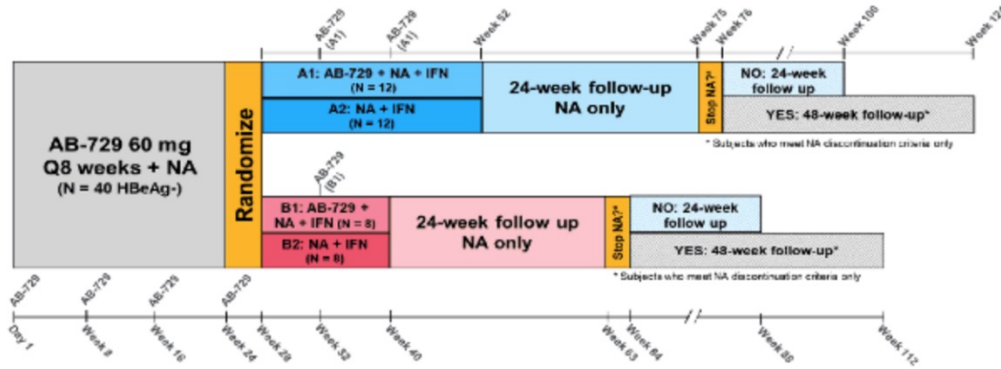 AB-729
(A1)
AB-729
(A1)
Week 52
Week 75
Week 76
Week 100
Week 124
AB-729 60 mg
Q8 weeks + NA
(N = 40 HBeAg-)
Randomize
A1: AB-729 + NA + IFN
(N = 12)
A2: NA + IFN
(N = 12)
24-week follow-up
NA only
Stop NA?*
NO: 24-week
follow up
YES: 48-week follow-up*
* Subjects who meet NA discontinuation criteria only
AB-729
(B1)
B1: AB-729 +
NA + IFN (N = 8)
B2: NA + IFN
(N = 8)
24-week follow up
NA only
Stop NA?*
NO: 24-week
follow up
YES: 48-week follow-up*
* Subjects who meet NA discontinuation criteria only
AB-729
AB-729
AB-729
AB-729
Day 1
Week 8
Week 16
Week 24
Week 28
Week 32
Week 40
Week 63
Week 64
Week 88
Week 112